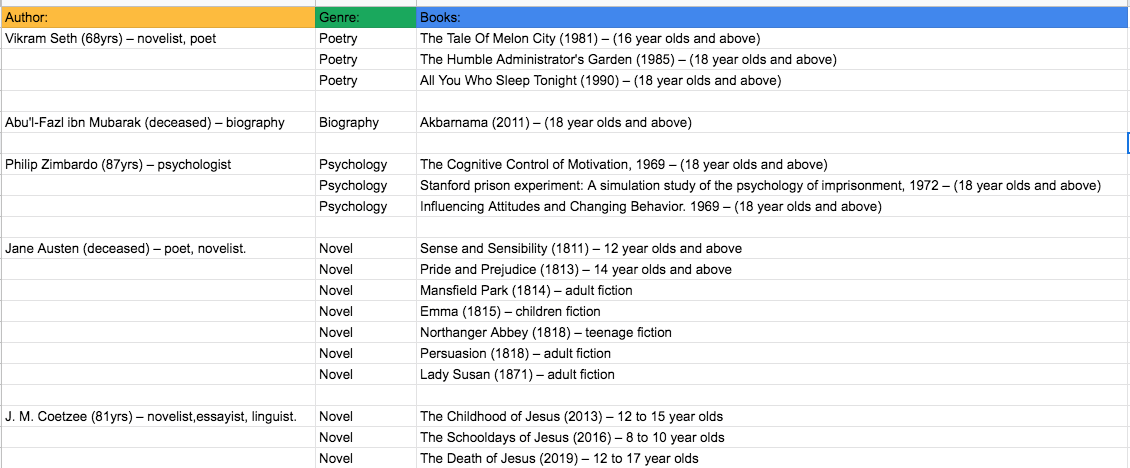 Author: Genre: Books:
Vikram Seth (68yrs) – novelist, poet Poetry The Tale Of Melon City (1981) – (16 year olds and above)
Poetry The Humble Administrator's Garden (1985) – (18 year olds and above)
Poetry All You Who Sleep Tonight (1990) – (18 year olds and above)
Abu'l-Fazl ibn Mubarak (deceased) – biography Biography Akbarnama (2011) – (18 year olds and above)
Philip Zimbardo (87yrs) – psychologist Psychology The Cognitive Control of Motivation, 1969 – (18 year olds and above)
Psychology Stanford prison experiment: A simulation study of the psychology of imprisonment, 1972 – (18 year olds and above)
Psychology Influencing Attitudes and Changing Behavior. 1969 – (18 year olds and above)
Jane Austen (deceased) – poet, novelist. Novel Sense and Sensibility (1811) – 12 year olds and above
Novel Pride and Prejudice (1813) – 14 year olds and above
Novel Mansfield Park (1814) – adult fiction
Novel Emma (1815) – children fiction
Novel Northanger Abbey (1818) – teenage fiction
Novel Persuasion (1818) – adult fiction
Novel Lady Susan (1871) – adult fiction
J. M. Coetzee (81yrs) – novelist,essayist, linguist. Novel The Childhood of Jesus (2013) – 12 to 15 year olds
Novel The Schooldays of Jesus (2016) – 8 to 10 year olds
Novel The Death of Jesus (2019) – 12 to 17 year olds